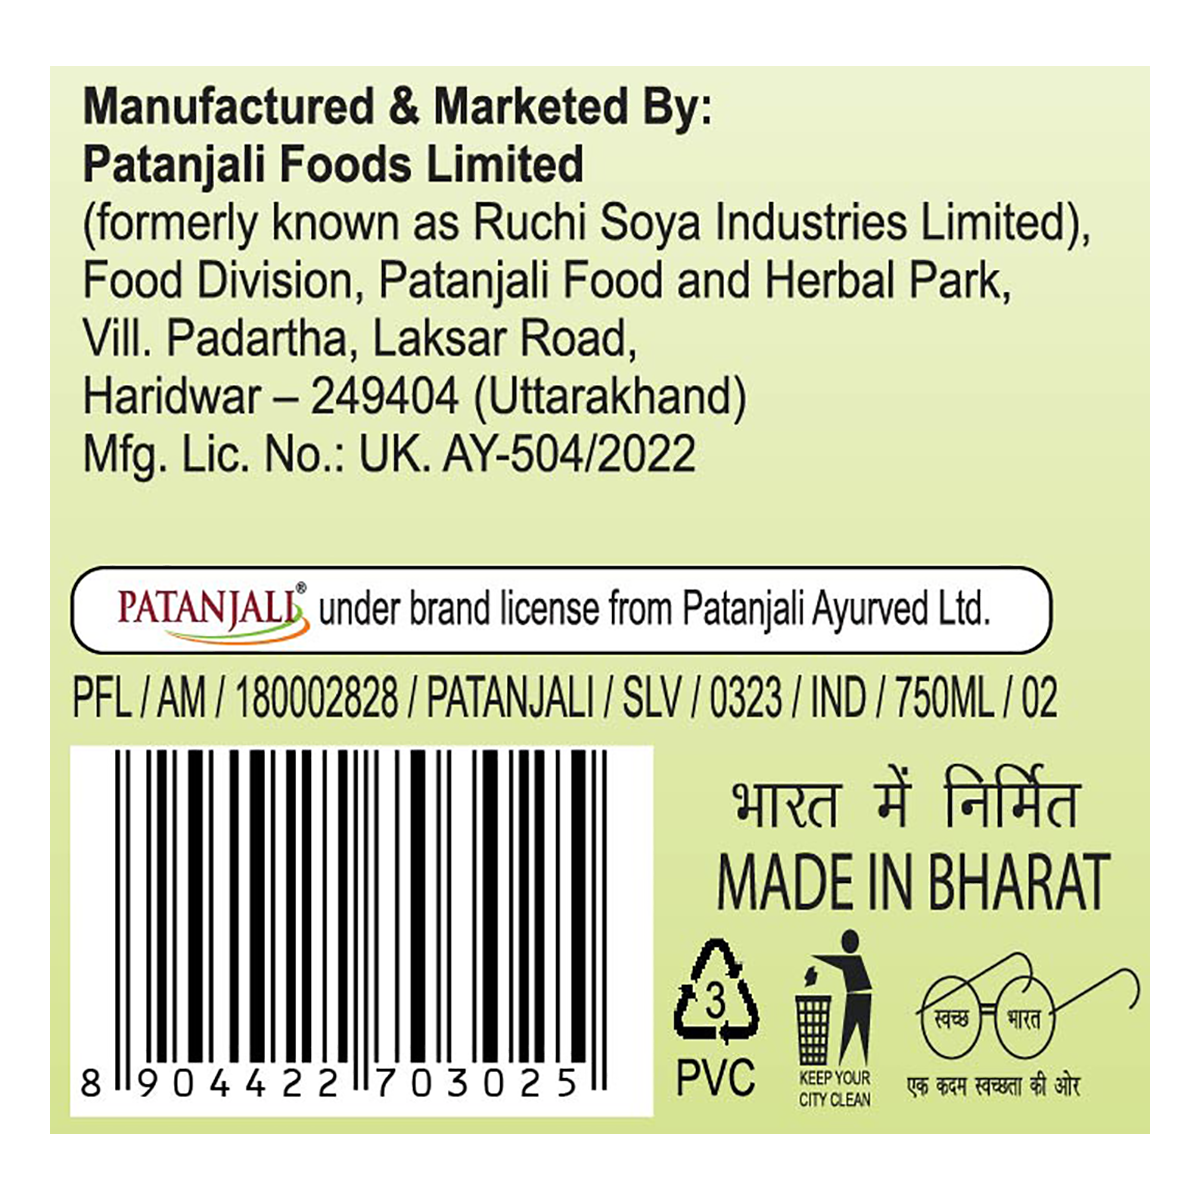 Manufactured & Marketed By:
Patanjali Foods Limited
(formerly known as Ruchi Soya Industries Limited),
Food Division, Patanjali Food and Herbal Park,
Vill. Padartha, Laksar Road,
Haridwar – 249404 (Uttarakhand)
Mfg. Lic. No.: UK. AY-504/2022
PATANJALI® under brand license from Patanjali Ayurved Ltd.
PFL / AM / 180002828 / PATANJALI / SLV / 0323 / IND / 750ML / 02
भारत में निर्मित
MADE IN BHARAT
3
PVC
KEEP YOUR
CITY CLEAN
स्वच्छ भारत
एक कदम स्वच्छता की ओर
8 904422 703025